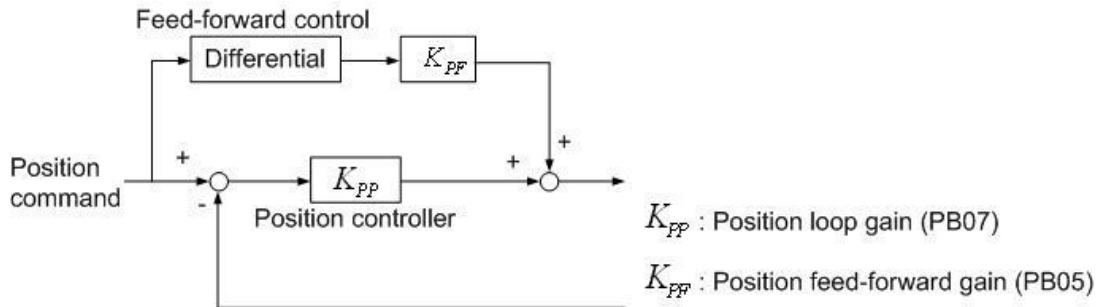 Feed-forward control
Differential
K_PF
+
Position
command
+
-
K_PP
+
Position controller
K_PP : Position loop gain (PB07)
K_PF : Position feed-forward gain (PB05)